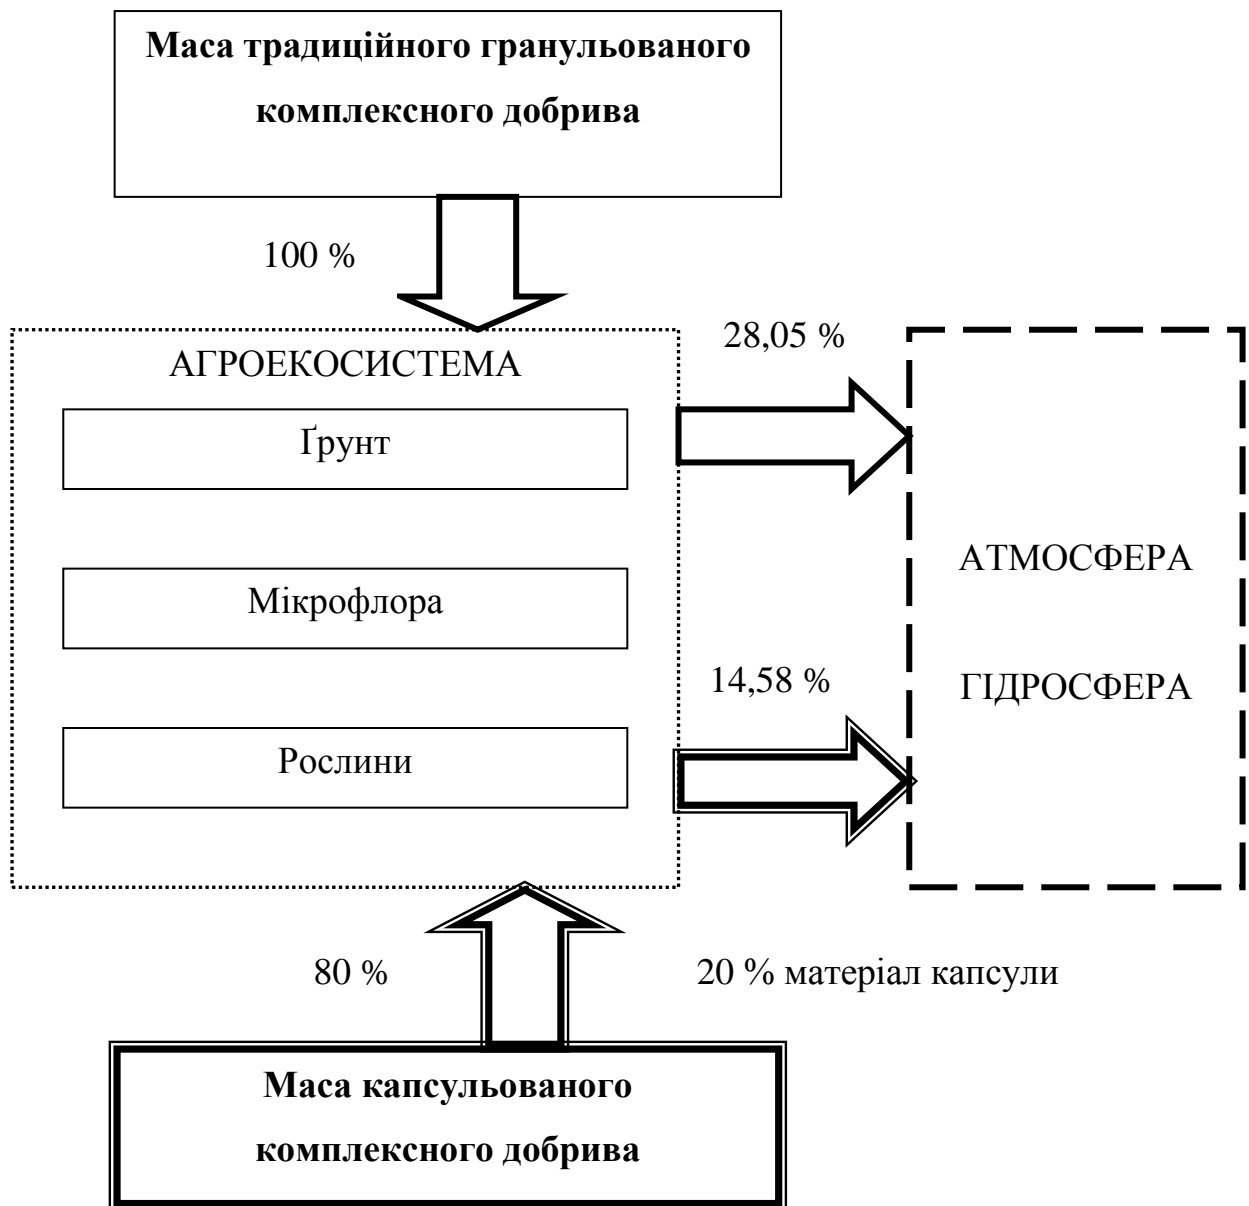 Маса традиційного гранульованого
комплексного добрива
100 %
28,05 %
АГРОЕКОСИСТЕМА
Ґрунт
АТМОСФЕРА
Мікрофлора
14,58 %
ГІДРОСФЕРА
Рослини
80 %
20 % матеріал капсули
Маса капсульованого
комплексного добрива